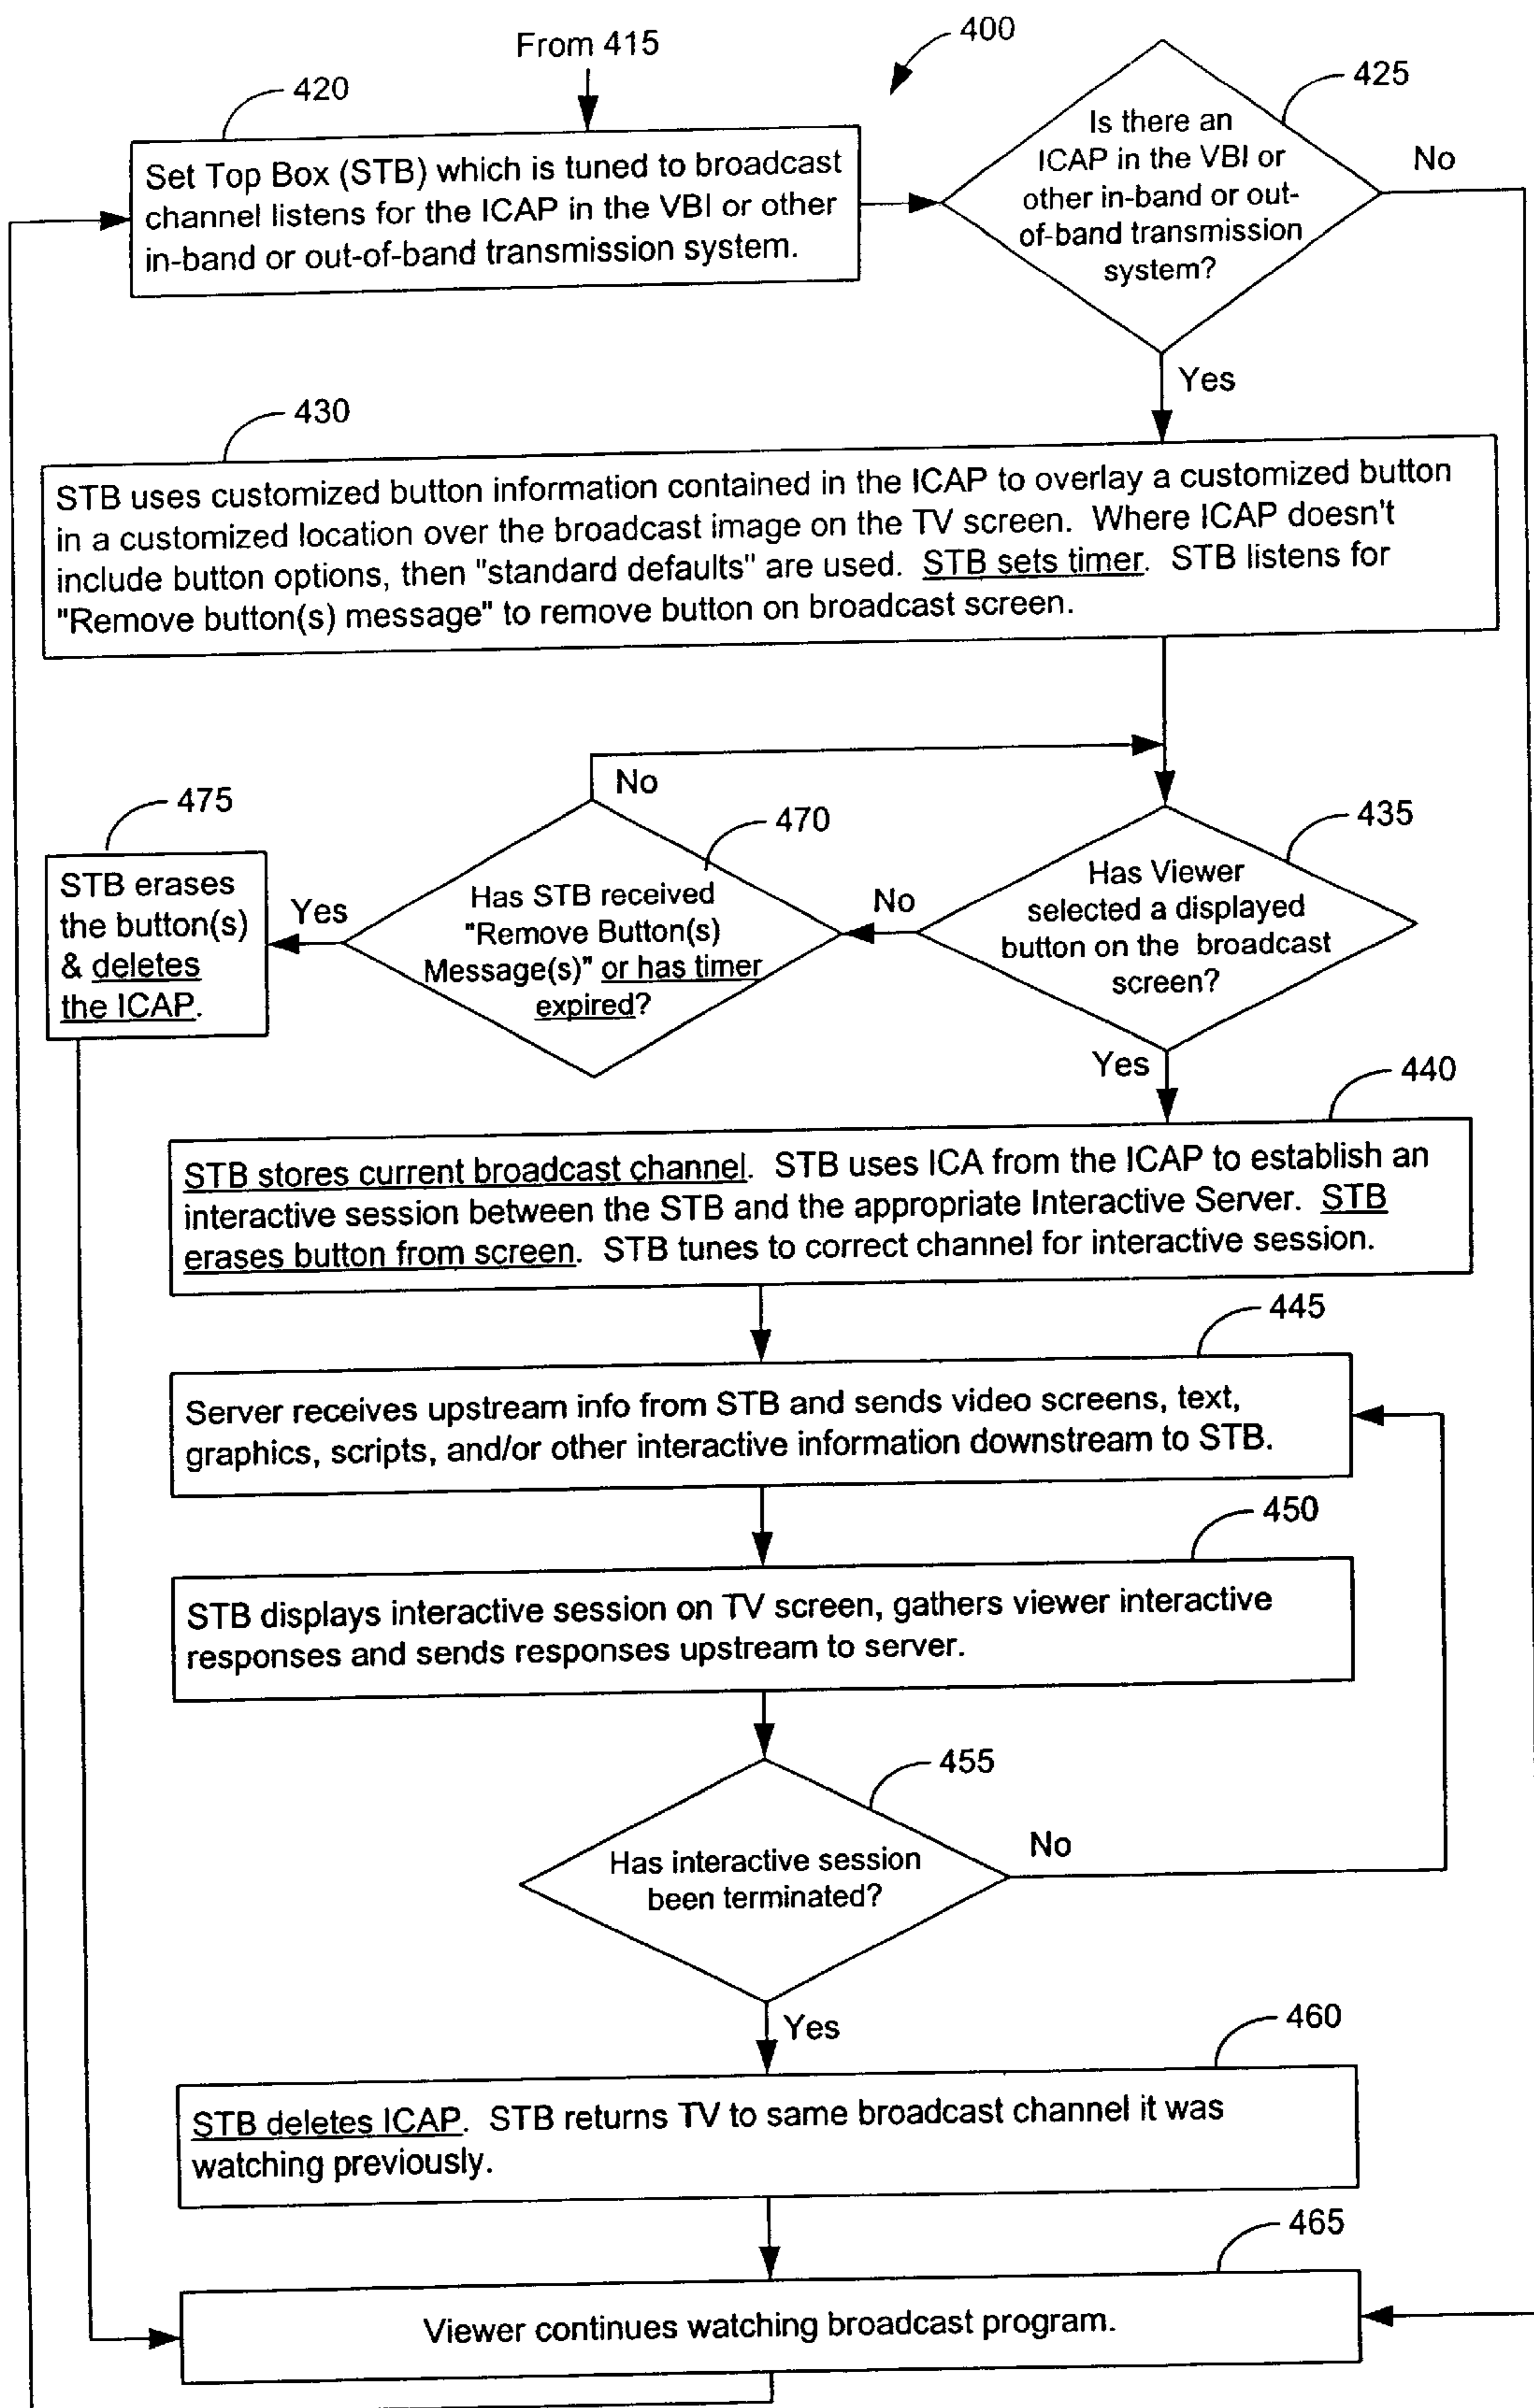 From 415
400
420
425
Set Top Box (STB) which is tuned to broadcast
channel listens for the ICAP in the VBI or other
in-band or out-of-band transmission system.
Is there an
ICAP in the VBI or
other in-band or out-
of-band transmission
system?
No
Yes
430
STB uses customized button information contained in the ICAP to overlay a customized button
in a customized location over the broadcast image on the TV screen. Where ICAP doesn't
include button options, then "standard defaults" are used. STB sets timer. STB listens for
"Remove button(s) message" to remove button on broadcast screen.
No
475
470
435
STB erases
the button(s)
& deletes
the ICAP.
Yes
Has STB received
"Remove Button(s)
Message(s)" or has timer
expired?
No
Has Viewer
selected a displayed
button on the broadcast
screen?
Yes
440
STB stores current broadcast channel. STB uses ICA from the ICAP to establish an
interactive session between the STB and the appropriate Interactive Server. STB
erases button from screen. STB tunes to correct channel for interactive session.
445
Server receives upstream info from STB and sends video screens, text,
graphics, scripts, and/or other interactive information downstream to STB.
450
STB displays interactive session on TV screen, gathers viewer interactive
responses and sends responses upstream to server.
455
Has interactive session
been terminated?
No
Yes
460
STB deletes ICAP. STB returns TV to same broadcast channel it was
watching previously.
465
Viewer continues watching broadcast program.